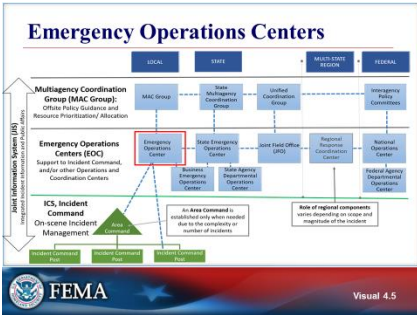 Emergency Operations Centers
LOCAL
STATE
MULTI-STATE
REGION
FEDERAL
Multiagency Coordination
Group (MAC Group):
Offsite Policy Guidance and
Resource Prioritization/ Allocation
MAC Group
State
Multiagency
Coordination
Group
Unified
Coordination
Group
Interagency
Policy
Committees
Joint Information System (JIS)
Integrated Incident Information and Public Affairs
Emergency Operations
Centers (EOC)
Support to Incident Command,
and/or other Operations and
Coordination Centers
Emergency
Operations
Center
State Emergency
Operations
Center
Joint Field Office
(JFO)
Regional
Response
Coordination
Center
National
Operations
Center
Business
Emergency
Operations
Center
State Agency
Departmental
Operations
Center
Federal Agency
Departmental
Operations Center
ICS, Incident
Command
On-scene Incident
Management
Area
Command
An Area Command is
established only when needed
due to the complexity or
number of incidents
Role of regional components
varies depending on scope and
magnitude of the incident
Incident Command
Post
Incident Command
Post
Incident Command
Post
FEMA
Visual 4.5